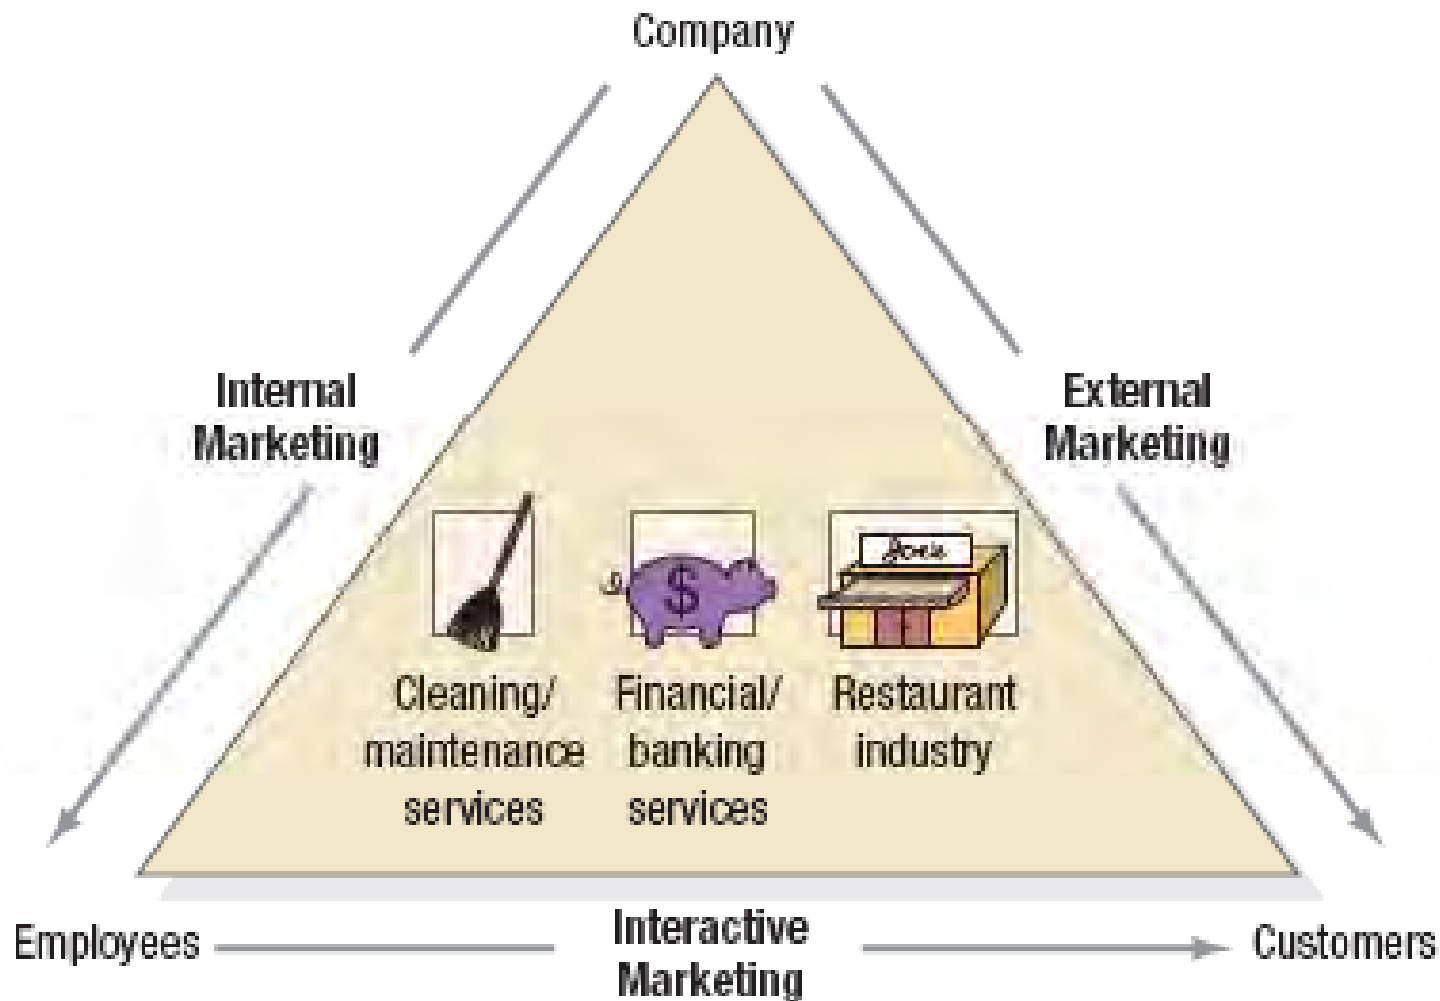 Company
Internal
Marketing
External
Marketing
$
Cleaning/
maintenance
services
Financial/
banking
services
Restaurant
industry
Employees
Interactive
Marketing
Customers